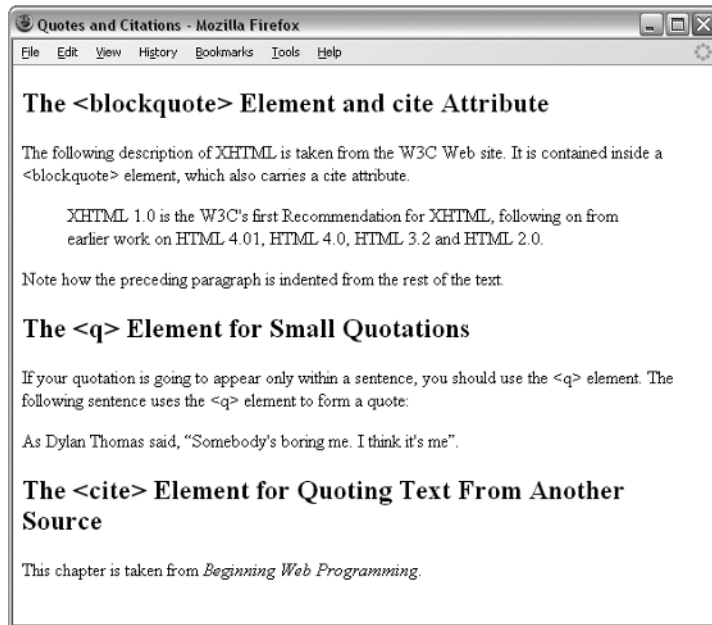 Quotes and Citations - Mozilla Firefox
File Edit View History Bookmarks Tools Help
The <blockquote> Element and cite Attribute
The following description of XHTML is taken from the W3C Web site. It is contained inside a
<blockquote> element, which also carries a cite attribute.
XHTML 1.0 is the W3C's first Recommendation for XHTML, following on from
earlier work on HTML 4.01, HTML 4.0, HTML 3.2 and HTML 2.0.
Note how the preceding paragraph is indented from the rest of the text.
The <q> Element for Small Quotations
If your quotation is going to appear only within a sentence, you should use the <q> element. The
following sentence uses the <q> element to form a quote:
As Dylan Thomas said, “Somebody's boring me. I think it's me”.
The <cite> Element for Quoting Text From Another
Source
This chapter is taken from Beginning Web Programming.